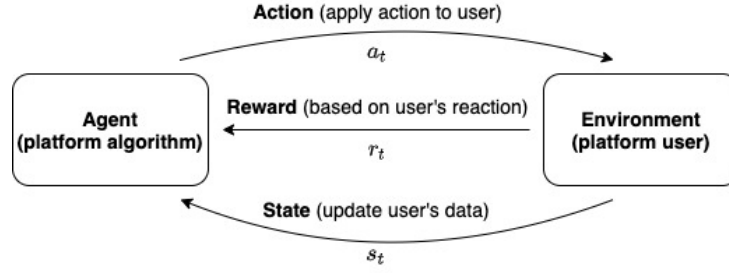 Action (apply action to user)
a_t
Agent
(platform algorithm)
Reward (based on user's reaction)
r_t
Environment
(platform user)
State (update user's data)
s_t